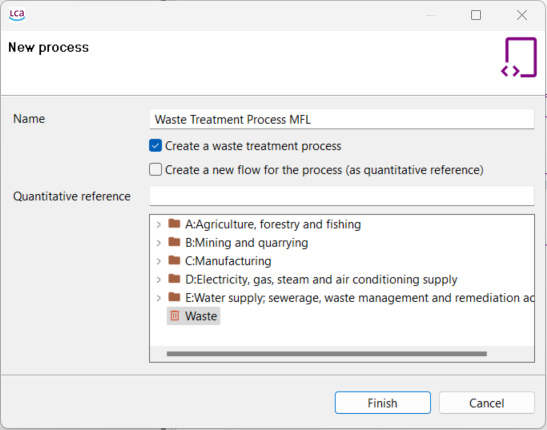 LCA
New process
Name
Waste Treatment Process MFL
Create a waste treatment process
Create a new flow for the process (as quantitative reference)
Quantitative reference
A:Agriculture, forestry and fishing
B:Mining and quarrying
C:Manufacturing
D:Electricity, gas, steam and air conditioning supply
E:Water supply; sewerage, waste management and remediation ac
Waste
Finish
Cancel